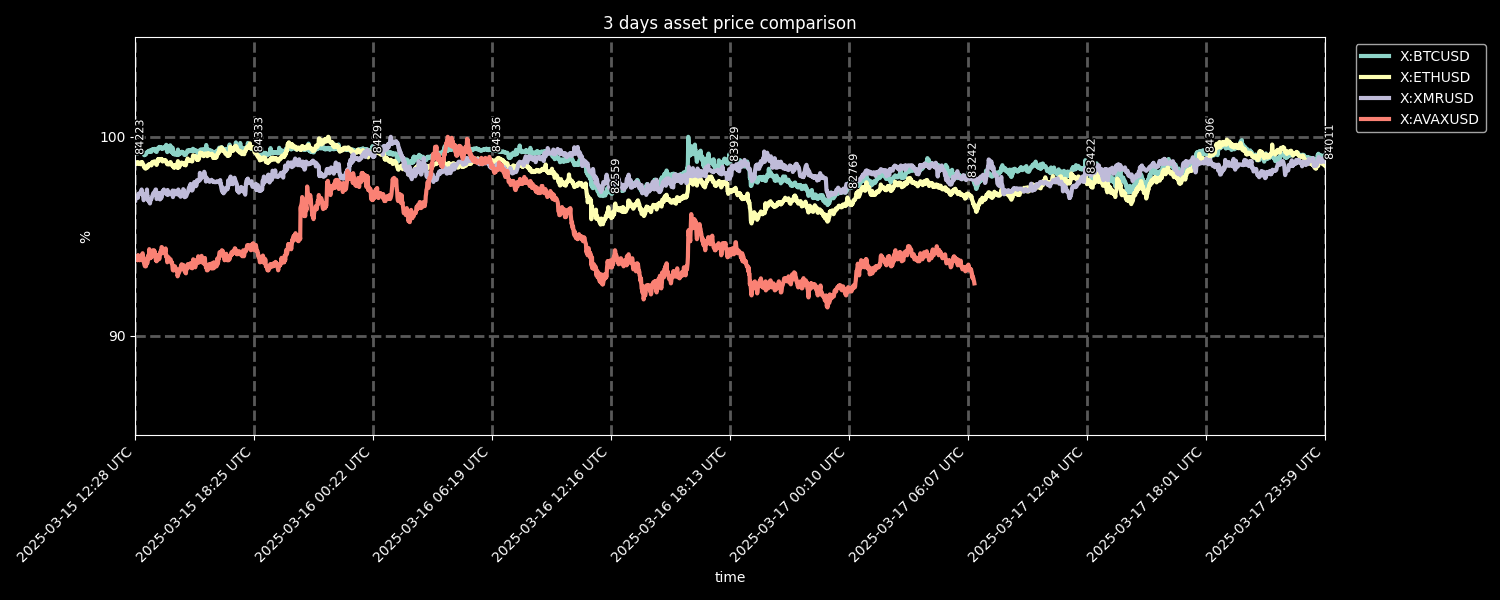 3 days asset price comparison
X:BTCUSD
X:ETHUSD
X:XMRUSD
X:AVAXUSD
%
100
90
84223
84333
84291
84336
82559
83929
82769
83242
83422
84306
84011
2025-03-15 12:28 UTC
2025-03-15 18:25 UTC
2025-03-16 00:22 UTC
2025-03-16 06:19 UTC
2025-03-16 12:16 UTC
2025-03-16 18:13 UTC
2025-03-17 00:10 UTC
2025-03-17 06:07 UTC
2025-03-17 12:04 UTC
2025-03-17 18:01 UTC
2025-03-17 23:59 UTC
time